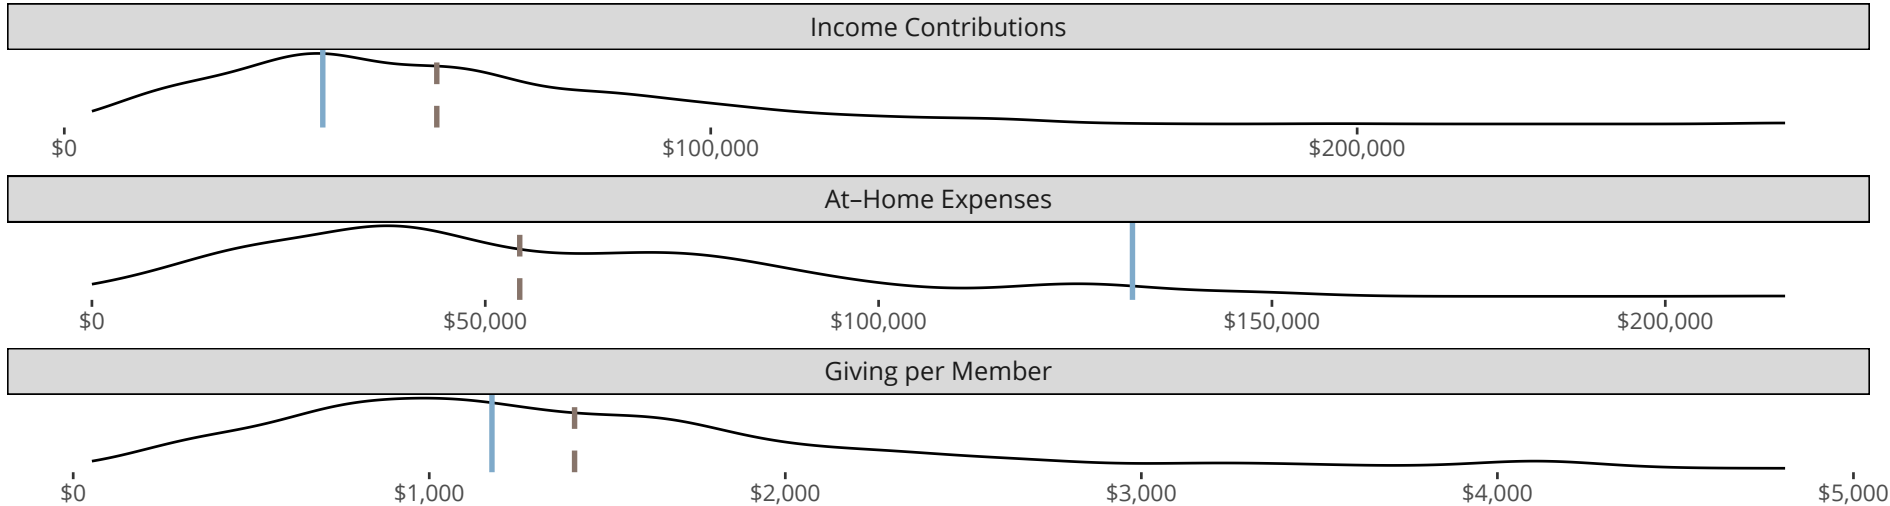 Income Contributions
$0 $100,000 $200,000
At–Home Expenses
$0 $50,000 $100,000 $150,000 $200,000
Giving per Member
$0 $1,000 $2,000 $3,000 $4,000 $5,000